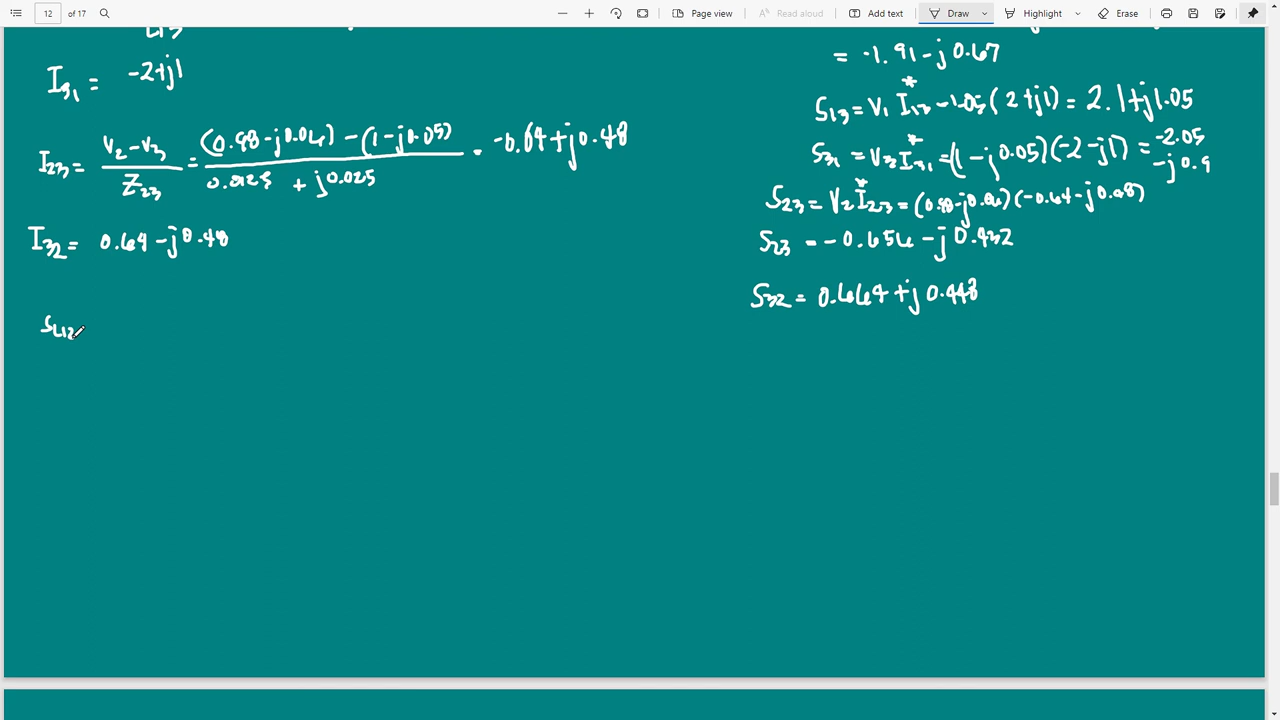 12 of 17
Page view
Read aloud
Add text
Draw
Highlight
Erase
L13
I31 = -2+j1
I23 = (V2 - V3)/Z23 = ((0.98-j0.06) - (1-j0.05))/(0.0125 + j0.025) = -0.64+j0.48
I32 = 0.64 - j0.48
SL12
= -1.91 - j0.67
S13 = V1 I13* = 1.05(2+j1) = 2.1+j1.05
S31 = V3 I31* = (1-j0.05)(-2-j1) = -2.05
-j0.9
S23 = V2 I23* = (0.98-j0.06)(-0.64-j0.48)
S23 = -0.656 - j0.432
S32 = 0.664 + j0.448